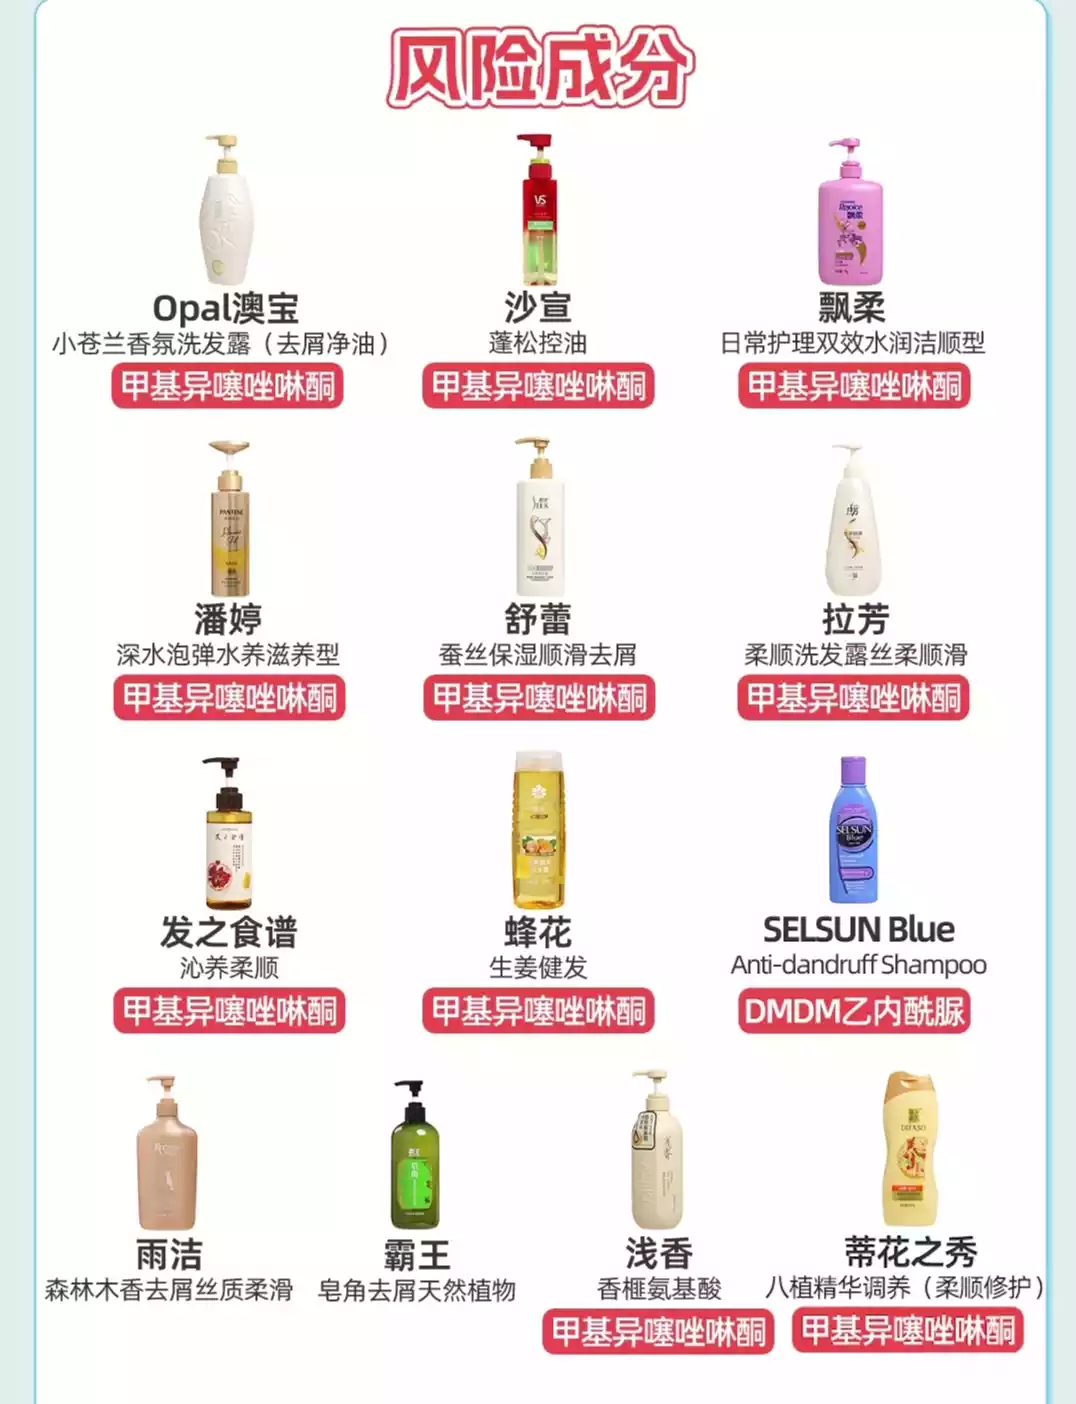 风险成分
VS
Rejoice
飘柔
Opal澳宝
沙宣
飘柔
小苍兰香氛洗发露（去屑净油）
蓬松控油
日常护理双效水润洁顺型
甲基异噻唑啉酮
甲基异噻唑啉酮
甲基异噻唑啉酮
PANTENE
潘婷
舒蕾
拉芳
深水泡弹水养滋养型
蚕丝保湿顺滑去屑
柔顺洗发露丝柔顺滑
甲基异噻唑啉酮
甲基异噻唑啉酮
甲基异噻唑啉酮
SELSUN
Blue
发之食谱
蜂花
SELSUN Blue
沁养柔顺
生姜健发
Anti-dandruff Shampoo
甲基异噻唑啉酮
甲基异噻唑啉酮
DMDM乙内酰脲
雨洁
霸王
浅香
蒂花之秀
森林木香去屑丝质柔滑
皂角去屑天然植物
香榧氨基酸
八植精华调养（柔顺修护）
甲基异噻唑啉酮
甲基异噻唑啉酮